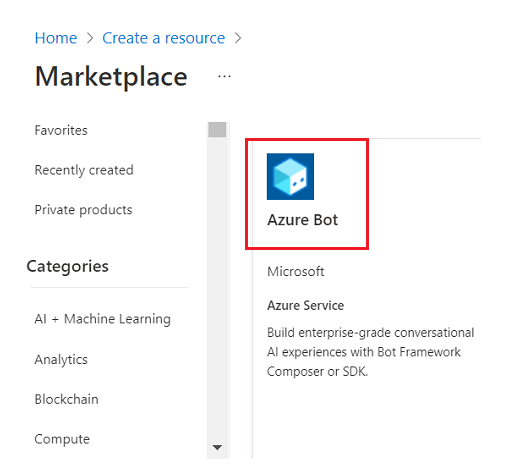 Home > Create a resource >
Marketplace ...
Favorites
Recently created
Private products
Categories
AI + Machine Learning
Analytics
Blockchain
Compute
Azure Bot
Microsoft
Azure Service
Build enterprise-grade conversational
AI experiences with Bot Framework
Composer or SDK.